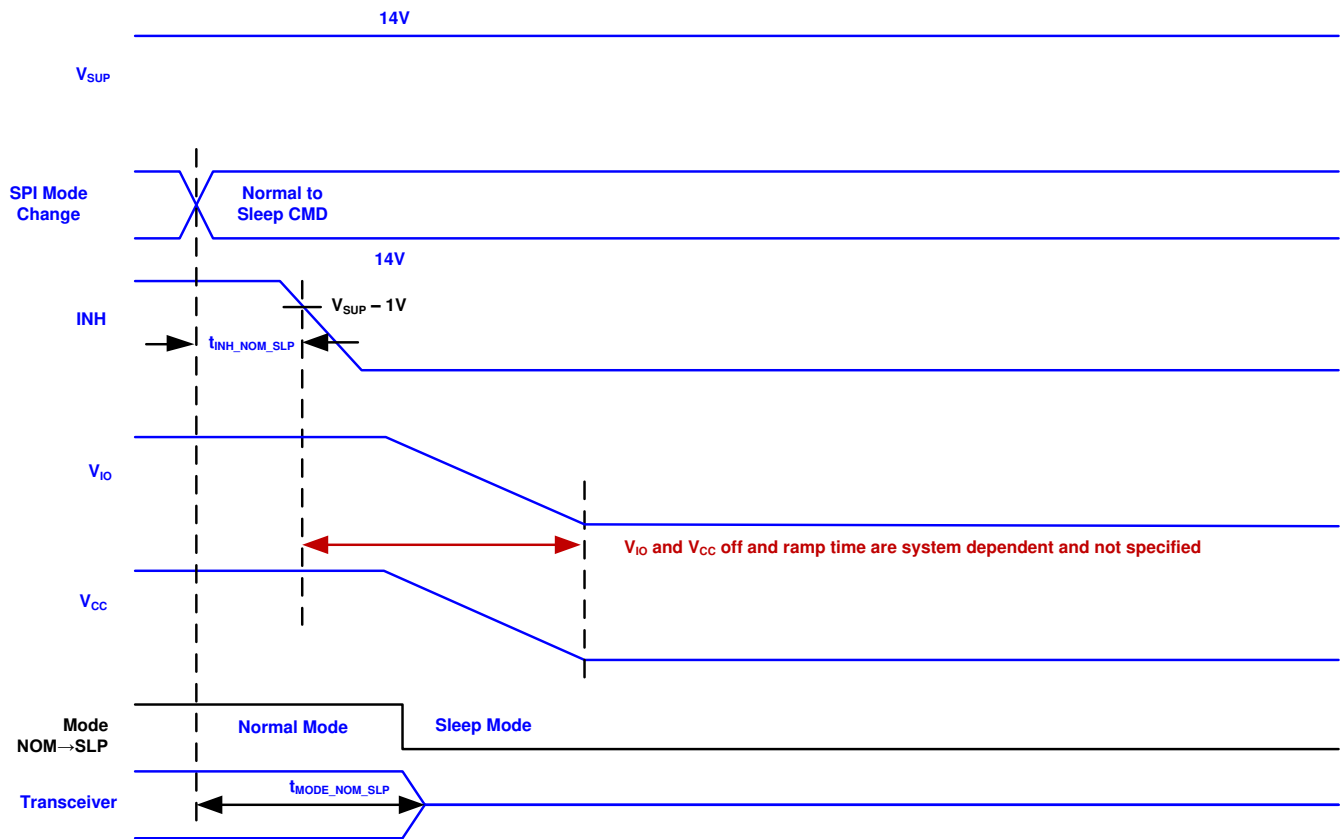 14V
VSUP
SPI Mode
Change
Normal to
Sleep CMD
14V
INH
VSUP – 1V
tINH_NOM_SLP
VIO
VIO and VCC off and ramp time are system dependent and not specified
VCC
Mode
NOM→SLP
Normal Mode
Sleep Mode
Transceiver
tMODE_NOM_SLP